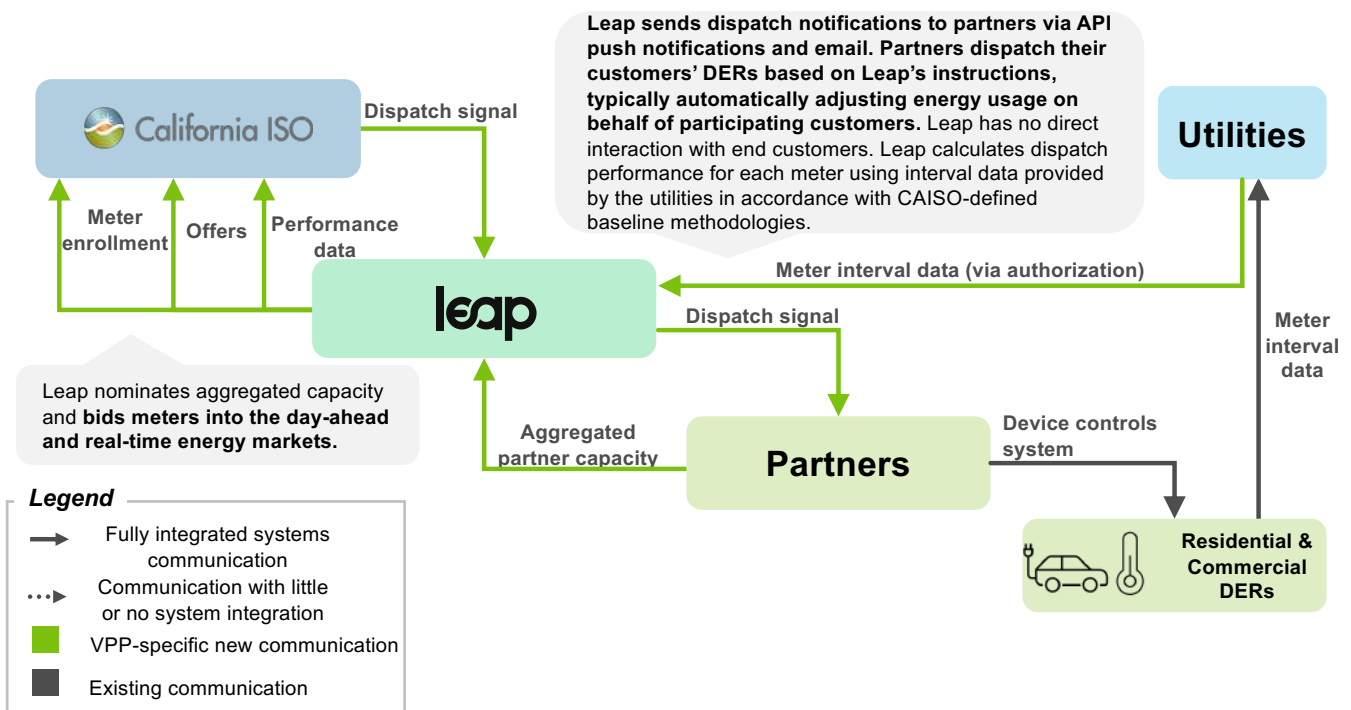 Leap sends dispatch notifications to partners via API
push notifications and email. Partners dispatch their
customers’ DERs based on Leap’s instructions,
typically automatically adjusting energy usage on
behalf of participating customers. Leap has no direct
interaction with end customers. Leap calculates dispatch
performance for each meter using interval data provided
by the utilities in accordance with CAISO-defined
baseline methodologies.
California ISO
Dispatch signal
Utilities
Meter
enrollment
Offers
Performance
data
Meter interval data (via authorization)
leap
Dispatch signal
Meter
interval
data
Leap nominates aggregated capacity
and bids meters into the day-ahead
and real-time energy markets.
Aggregated
partner capacity
Partners
Device controls
system
Residential &
Commercial
DERs
Legend
Fully integrated systems
communication
Communication with little
or no system integration
VPP-specific new communication
Existing communication